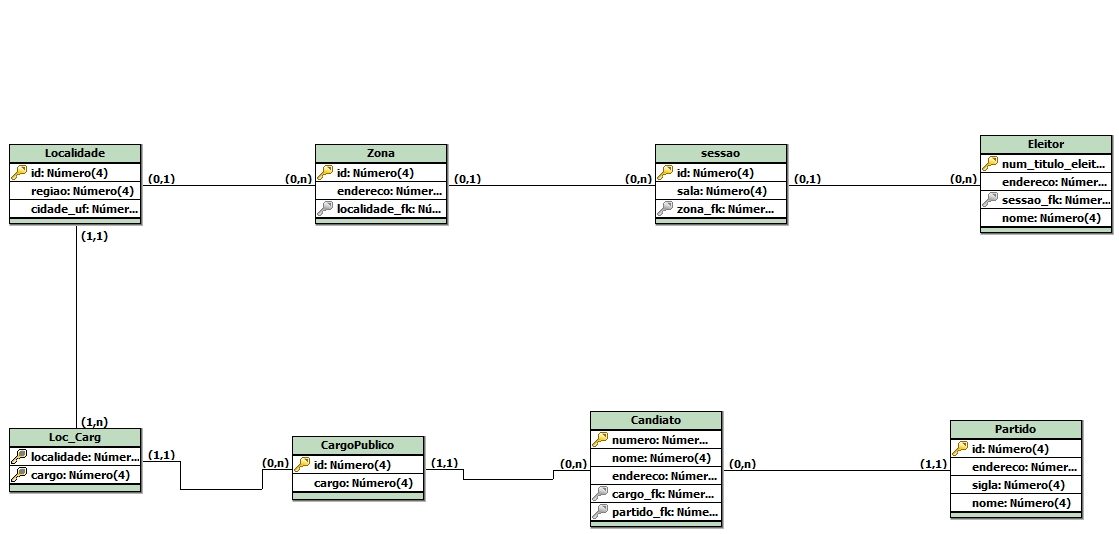 Localidade
id: Número(4)
regiao: Número(4)
cidade_uf: Númer...
(0,1)
(0,n)
Zona
id: Número(4)
endereco: Númer...
localidade_fk: Nú...
(0,1)
(0,n)
sessao
id: Número(4)
sala: Número(4)
zona_fk: Númer...
(0,1)
(0,n)
Eleitor
num_titulo_eleit...
endereco: Númer...
sessao_fk: Númer...
nome: Número(4)
(1,1)
(1,n)
Loc_Carg
localidade: Númer...
cargo: Número(4)
(1,1)
(0,n)
CargoPublico
id: Número(4)
cargo: Número(4)
(1,1)
(0,n)
Candiato
numero: Númer...
nome: Número(4)
endereco: Númer...
cargo_fk: Númer...
partido_fk: Núme...
(0,n)
(1,1)
Partido
id: Número(4)
endereco: Númer...
sigla: Número(4)
nome: Número(4)